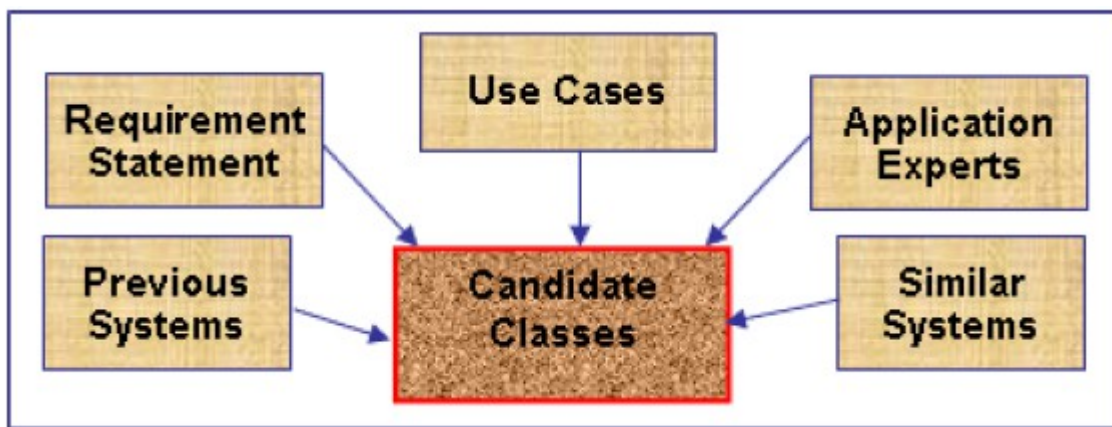 Use Cases
Requirement
Statement
Application
Experts
Previous
Systems
Candidate
Classes
Similar
Systems